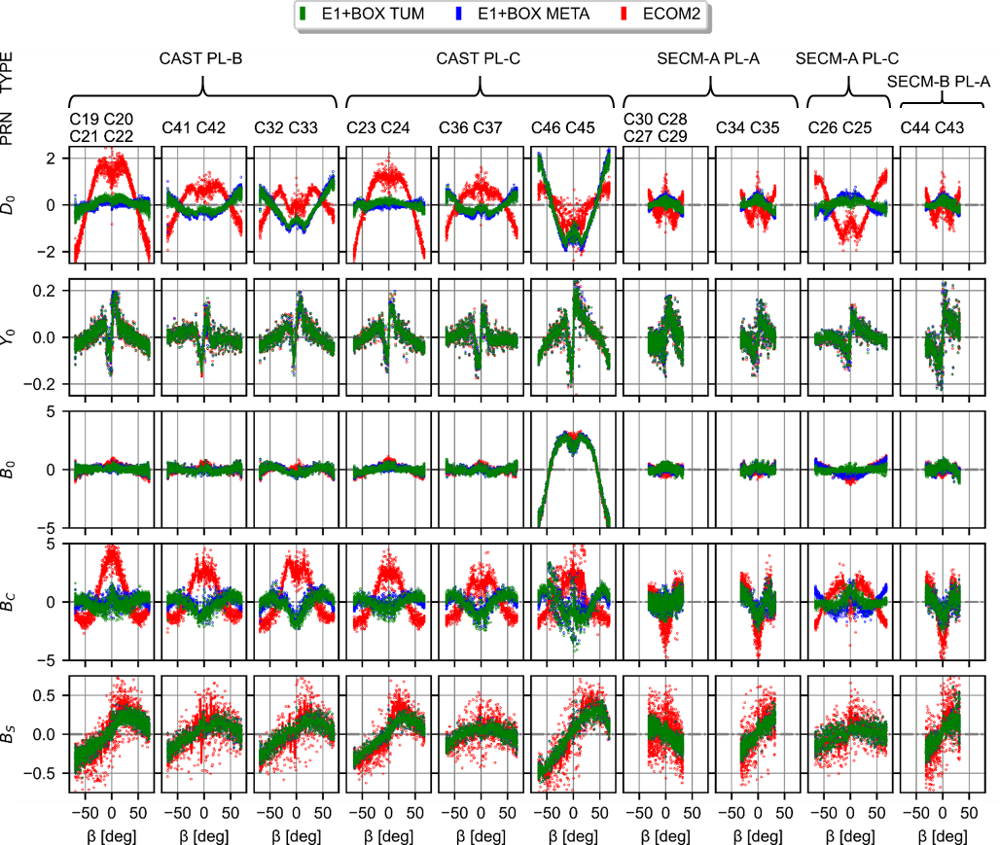 E1+BOX TUM E1+BOX META ECOM2
TYPE
CAST PL-B CAST PL-C SECM-A PL-A SECM-A PL-C SECM-B PL-A
PRN
C19 C20 C21 C22 C41 C42 C32 C33 C23 C24 C36 C37 C46 C45 C30 C28 C27 C29 C34 C35 C26 C25 C44 C43
D0
2
0
−2
Y0
0.2
0.0
−0.2
B0
5
0
−5
BC
5
0
−5
BS
0.5
0.0
−0.5
−50 0 50 −50 0 50 −50 0 50 −50 0 50 −50 0 50 −50 0 50 −50 0 50 −50 0 50 −50 0 50 −50 0 50
β [deg] β [deg] β [deg] β [deg] β [deg] β [deg] β [deg] β [deg] β [deg] β [deg]